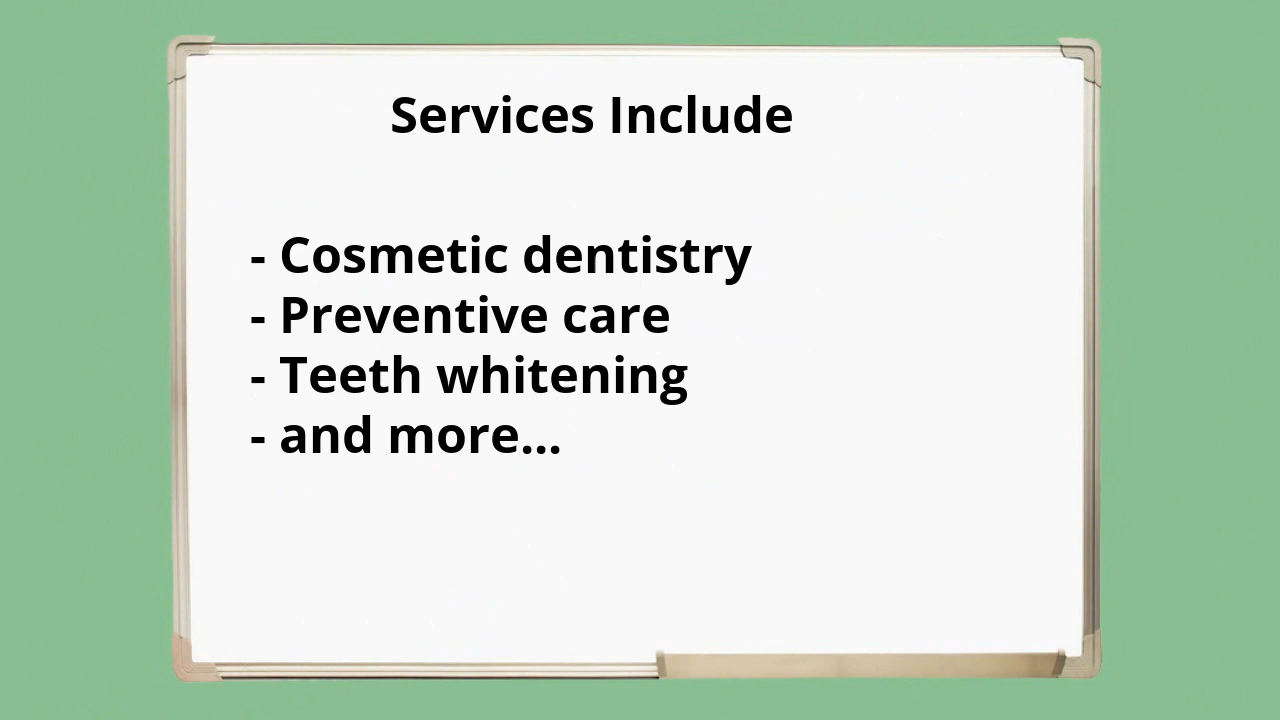 Services Include
- Cosmetic dentistry
- Preventive care
- Teeth whitening
- and more...